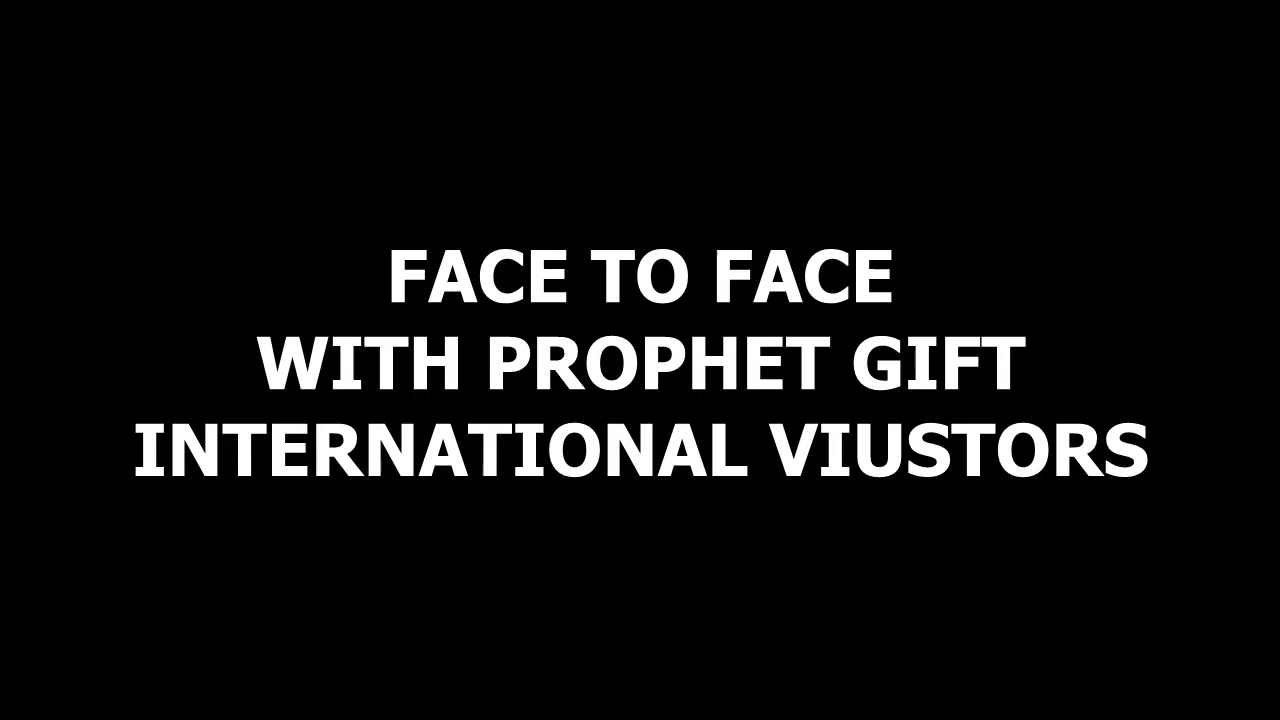 FACE TO FACE
WITH PROPHET GIFT
INTERNATIONAL VIUSTORS